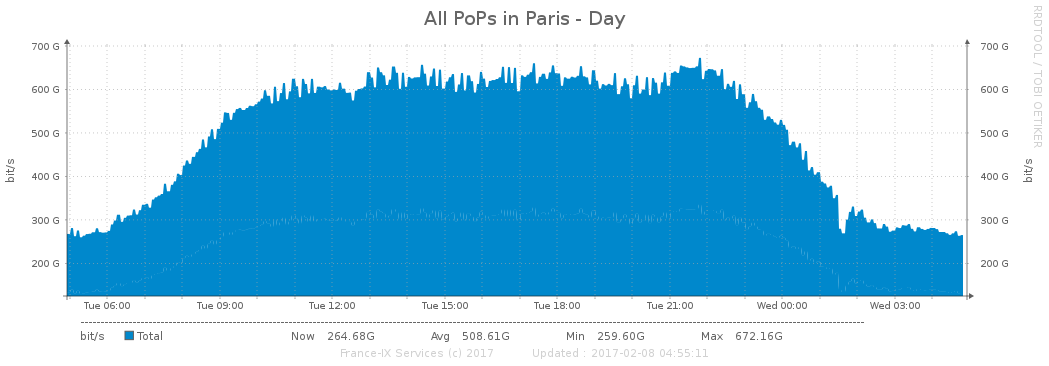 All PoPs in Paris - Day
RRDTOOL / TOBI OETIKER
700 G 700 G
600 G 600 G
500 G 500 G
400 G 400 G
300 G 300 G
200 G 200 G
bit/s bit/s
Tue 06:00 Tue 09:00 Tue 12:00 Tue 15:00 Tue 18:00 Tue 21:00 Wed 00:00 Wed 03:00
bit/s Total Now 264.68G Avg 508.61G Min 259.60G Max 672.16G
France-IX Services (c) 2017 Updated : 2017-02-08 04:55:11